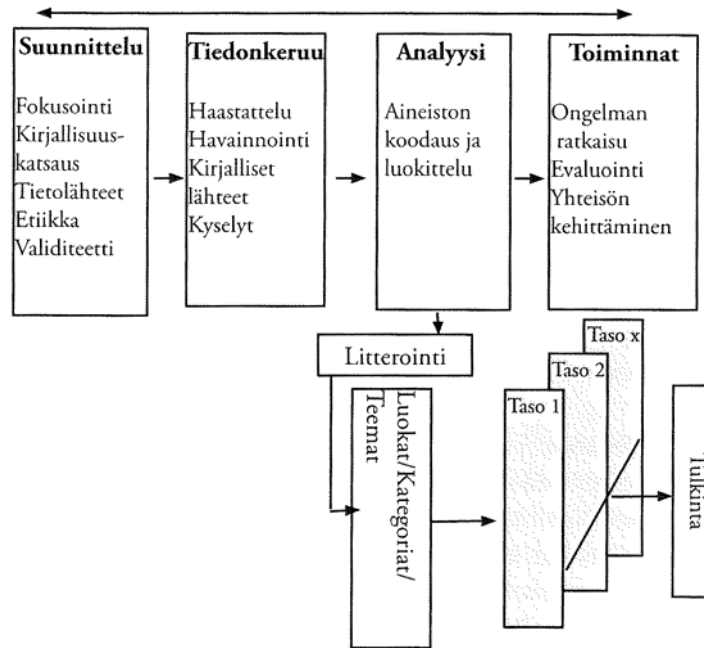 Suunnittelu
Fokusointi
Kirjallisuus-
katsaus
Tietolähteet
Etiikka
Validiteetti
Tiedonkeruu
Haastattelu
Havainnointi
Kirjalliset
lähteet
Kyselyt
Analyysi
Aineiston
koodaus ja
luokittelu
Toiminnat
Ongelman
ratkaisu
Evaluointi
Yhteisön
kehittäminen
Litterointi
Luokat/Kategoriat/
Teemat
Taso 1
Taso 2
Taso x
Tulkinta